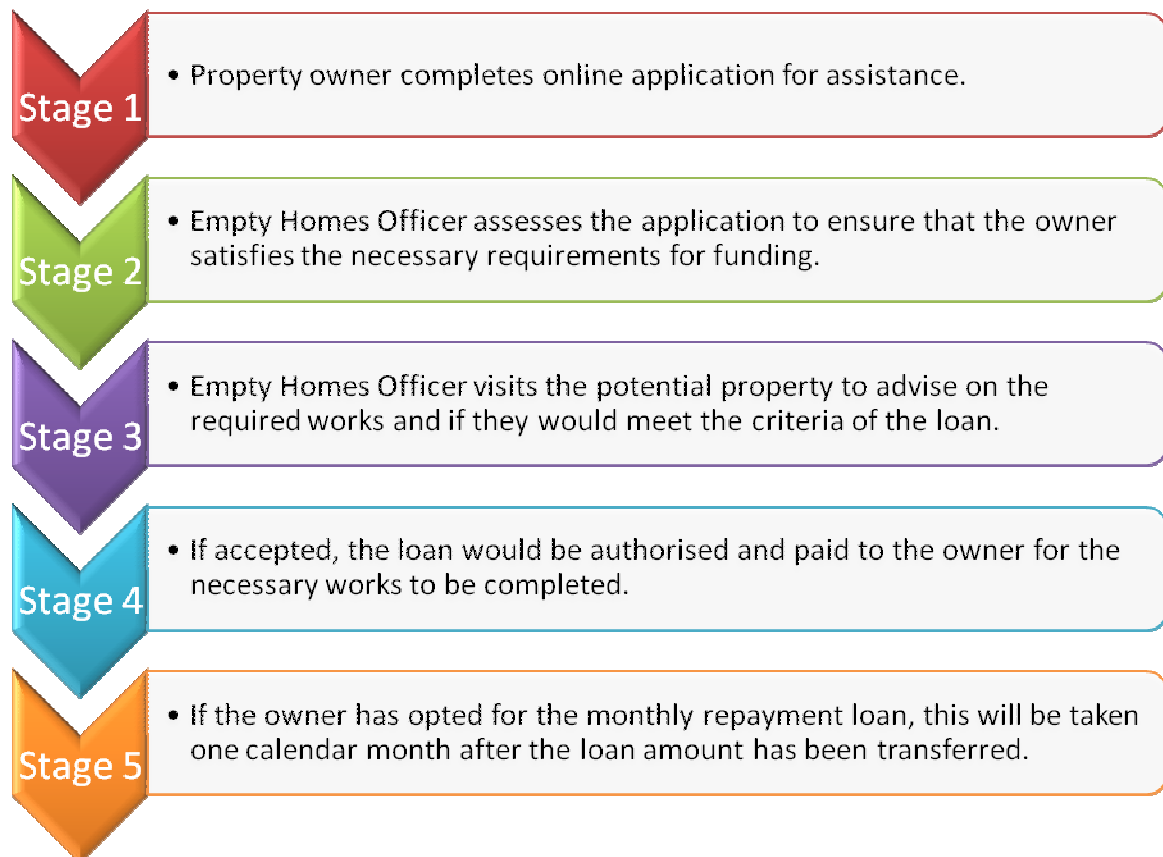 Stage 1
• Property owner completes online application for assistance.
Stage 2
• Empty Homes Officer assesses the application to ensure that the owner
satisfies the necessary requirements for funding.
Stage 3
• Empty Homes Officer visits the potential property to advise on the
required works and if they would meet the criteria of the loan.
Stage 4
• If accepted, the loan would be authorised and paid to the owner for the
necessary works to be completed.
Stage 5
• If the owner has opted for the monthly repayment loan, this will be taken
one calendar month after the loan amount has been transferred.